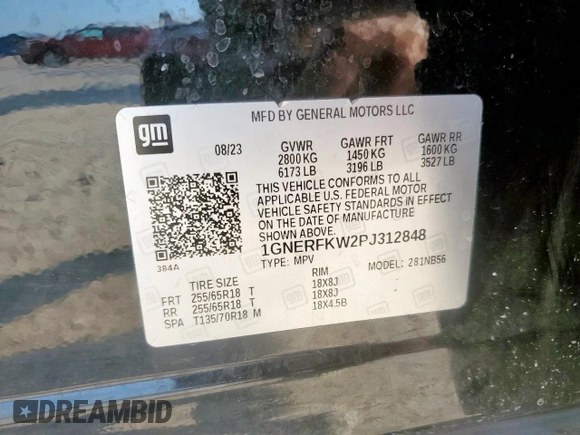 MFD BY GENERAL MOTORS LLC
gm
08/23
GVWR GAWR FRT GAWR RR
2800 KG 1450 KG 1600 KG
6173 LB 3196 LB 3527 LB
THIS VEHICLE CONFORMS TO ALL
APPLICABLE U.S. FEDERAL MOTOR
VEHICLE SAFETY STANDARDS IN EFFECT
ON THE DATE OF MANUFACTURE
SHOWN ABOVE.
1GNERFKW2PJ312848
TYPE: MPV MODEL: 281NB56
3B4A
TIRE SIZE RIM
FRT 255/65R18 T 18X8J
RR 255/65R18 T 18X8J
SPA T135/70R18 M 18X4.5B
DREAMBID